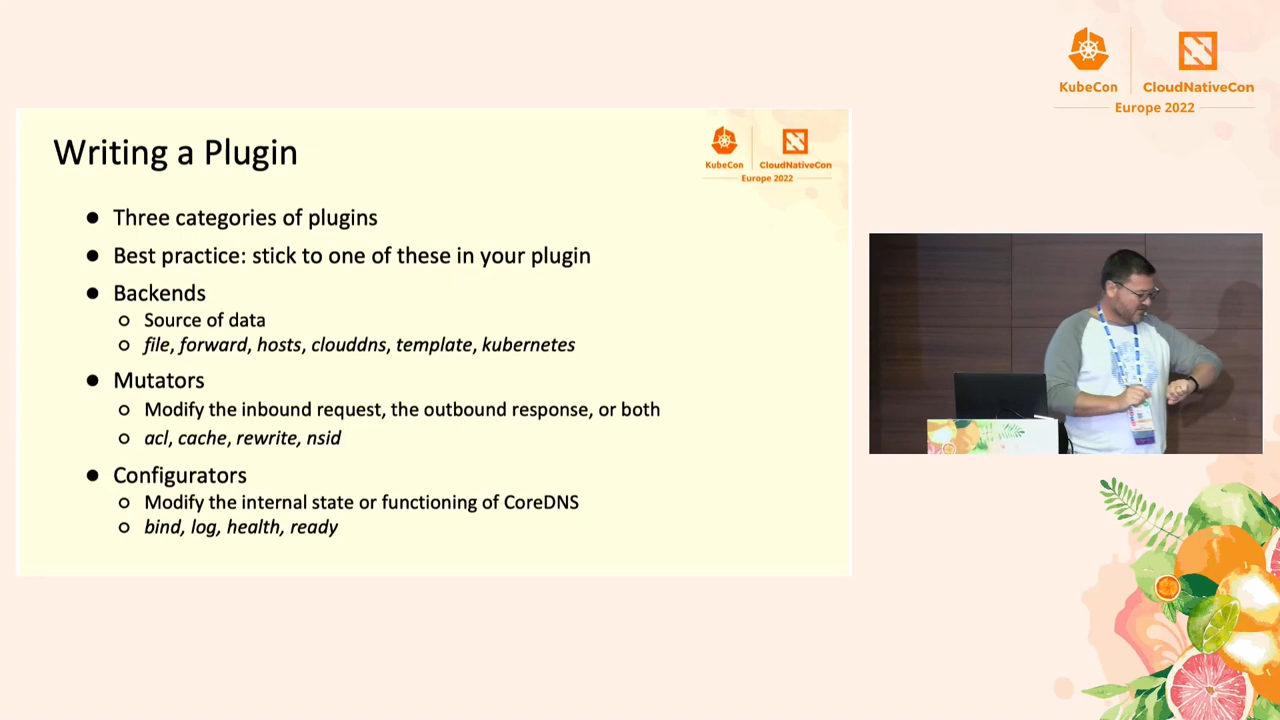 KubeCon
CloudNativeCon
Europe 2022
Writing a Plugin
KubeCon
CloudNativeCon
Europe 2022
● Three categories of plugins
● Best practice: stick to one of these in your plugin
● Backends
○ Source of data
○ file, forward, hosts, clouddns, template, kubernetes
● Mutators
○ Modify the inbound request, the outbound response, or both
○ acl, cache, rewrite, nsid
● Configurators
○ Modify the internal state or functioning of CoreDNS
○ bind, log, health, ready